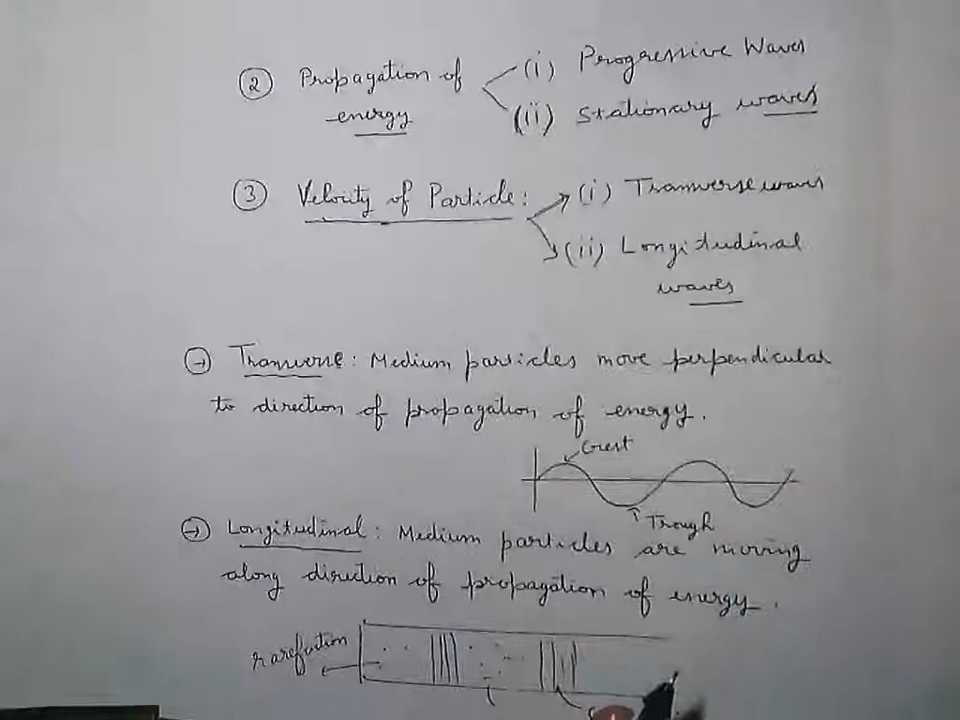 ② Propagation of (i) Progressive Waves
energy (ii) Stationary waves
③ Velocity of Particle: (i) Tranverse waves
(ii) Longitudinal
waves
→ Tranverse: Medium particles move perpendicular
to direction of propagation of energy.
Crest
Trough
→ Longitudinal: Medium particles are moving
along direction of propagation of energy.
rarefaction